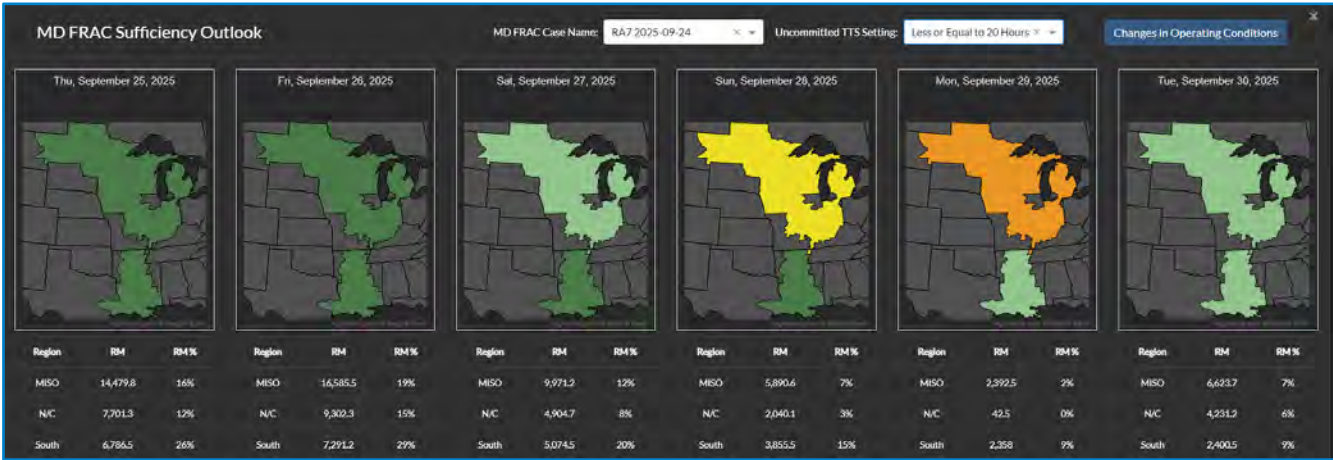 MD FRAC Sufficiency Outlook
MD FRAC Case Name: RA7 2025-09-24 × Uncommitted TTS Setting: Less or Equal to 20 Hours × Changes in Operating Conditions ×
Thu, September 25, 2025 Fri, September 26, 2025 Sat, September 27, 2025 Sun, September 28, 2025 Mon, September 29, 2025 Tue, September 30, 2025
Region RM RM % Region RM RM % Region RM RM % Region RM RM % Region RM RM % Region RM RM %
MISO 14,479.8 16% MISO 16,585.5 19% MISO 9,971.2 12% MISO 5,890.6 7% MISO 2,392.5 2% MISO 6,623.7 7%
N/C 7,701.3 12% N/C 9,302.3 15% N/C 4,904.7 8% N/C 2,040.1 3% N/C 42.5 0% N/C 4,231.2 6%
South 6,786.5 26% South 7,291.2 29% South 5,074.5 20% South 3,855.5 15% South 2,358 9% South 2,400.5 9%